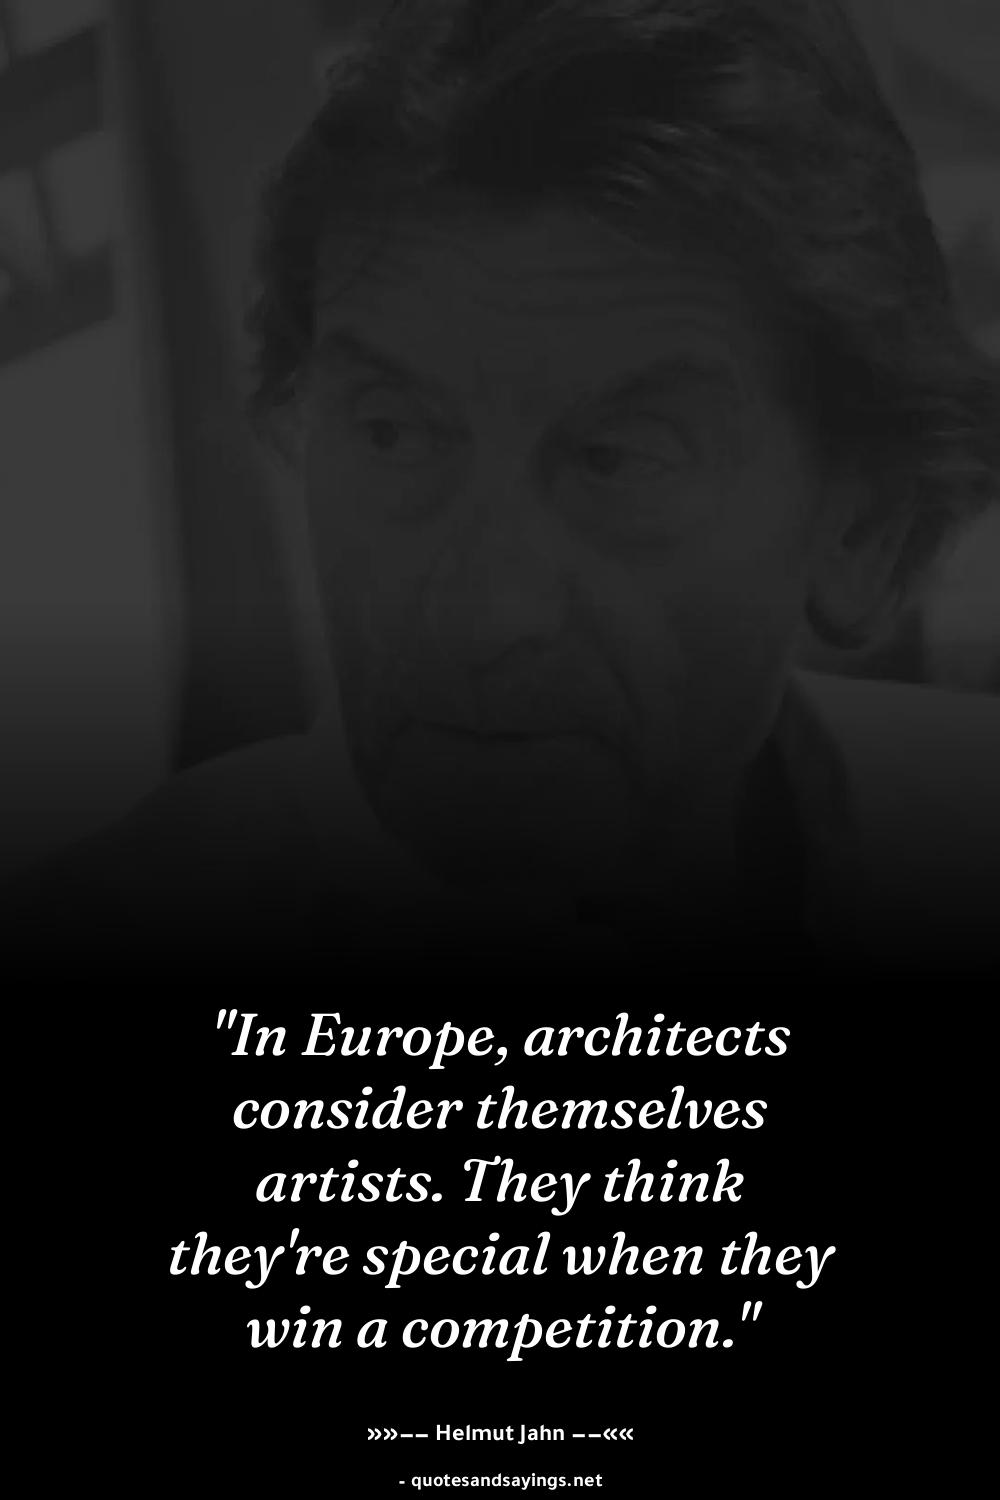 "In Europe, architects
consider themselves
artists. They think
they're special when they
win a competition."
»»−− Helmut Jahn −−««
- quotesandsayings.net